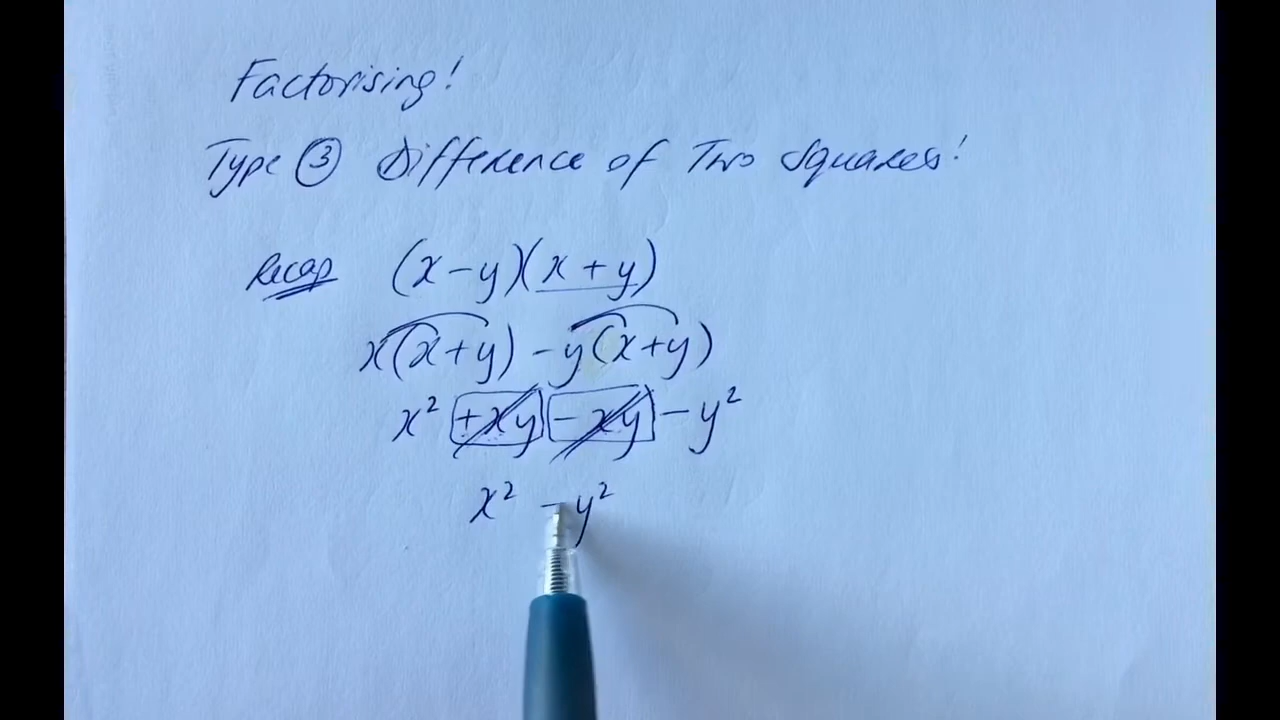 Factorising!
Type ③ Difference of Two Squares!
Recap (x-y)(x+y)
x(x+y) -y(x+y)
x² +xy -xy -y²
x² -y²